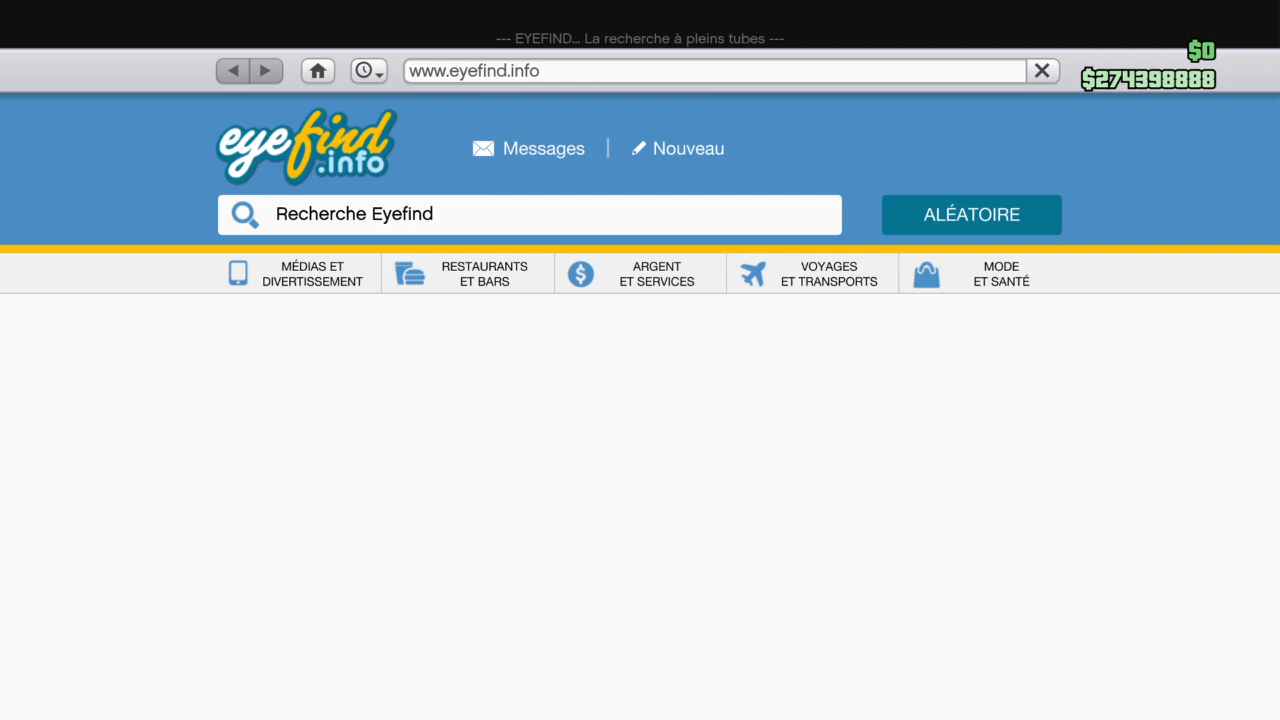 --- EYEFIND... La recherche à pleins tubes ---
$0
www.eyefind.info
$274398888
eyefind
.info
Messages | Nouveau
Recherche Eyefind
ALÉATOIRE
MÉDIAS ET
DIVERTISSEMENT
RESTAURANTS
ET BARS
ARGENT
ET SERVICES
VOYAGES
ET TRANSPORTS
MODE
ET SANTÉ